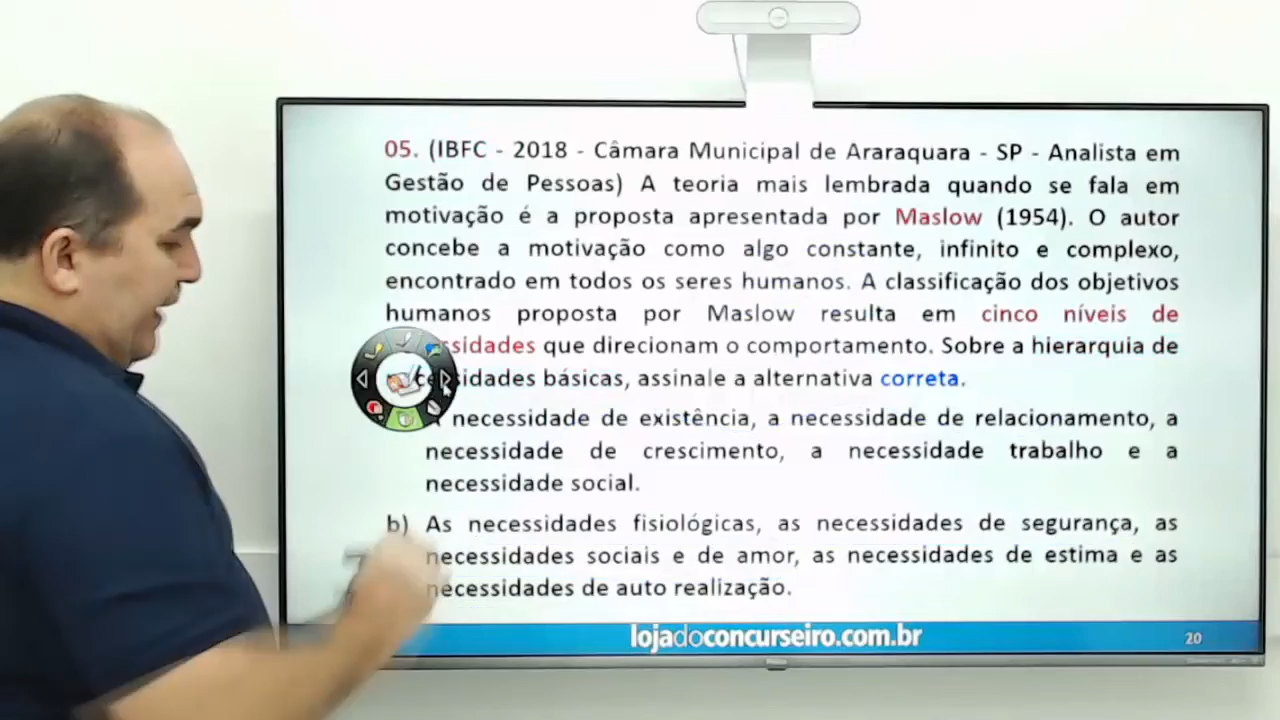 05. (IBFC - 2018 - Câmara Municipal de Araraquara - SP - Analista em
Gestão de Pessoas) A teoria mais lembrada quando se fala em
motivação é a proposta apresentada por Maslow (1954). O autor
concebe a motivação como algo constante, infinito e complexo,
encontrado em todos os seres humanos. A classificação dos objetivos
humanos proposta por Maslow resulta em cinco níveis de
ssidades que direcionam o comportamento. Sobre a hierarquia de
cessidades básicas, assinale a alternativa correta.
necessidade de existência, a necessidade de relacionamento, a
necessidade de crescimento, a necessidade trabalho e a
necessidade social.
b) As necessidades fisiológicas, as necessidades de segurança, as
necessidades sociais e de amor, as necessidades de estima e as
necessidades de auto realização.
lojadoconcurseiro.com.br 20